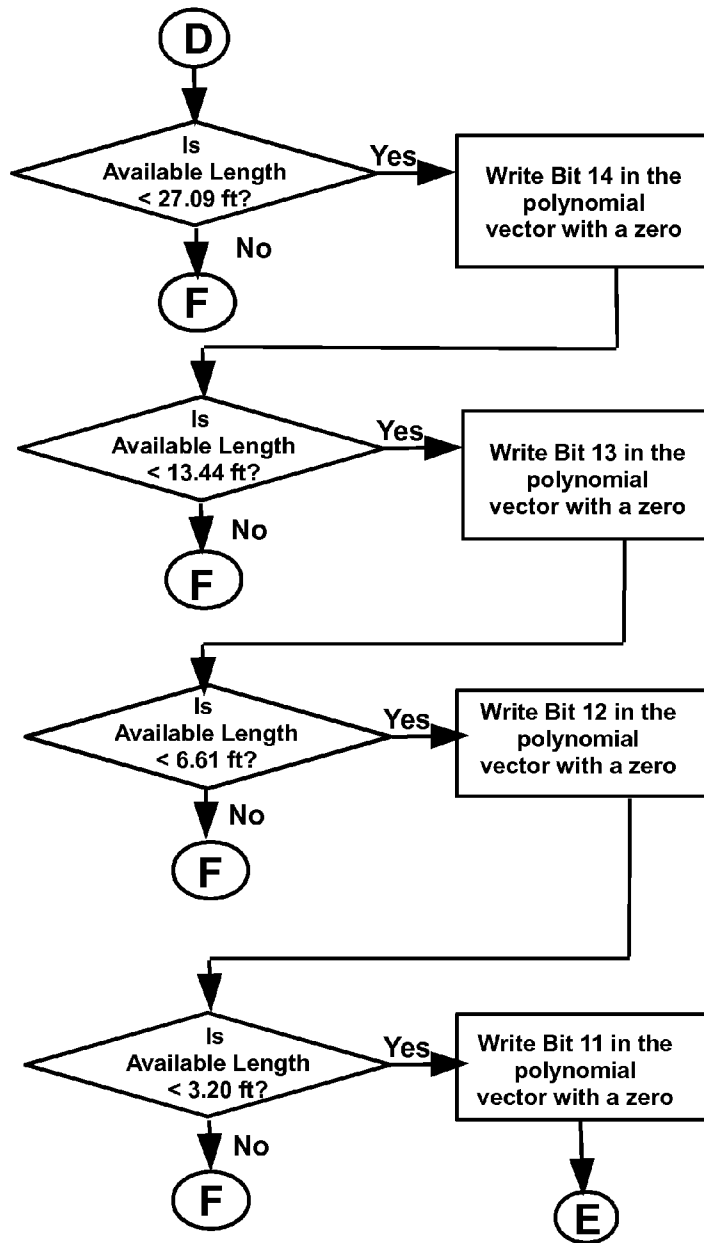 D
Is
Available Length
< 27.09 ft?
Yes
Write Bit 14 in the
polynomial
vector with a zero
No
F
Is
Available Length
< 13.44 ft?
Yes
Write Bit 13 in the
polynomial
vector with a zero
No
F
Is
Available Length
< 6.61 ft?
Yes
Write Bit 12 in the
polynomial
vector with a zero
No
F
Is
Available Length
< 3.20 ft?
Yes
Write Bit 11 in the
polynomial
vector with a zero
No
F
E